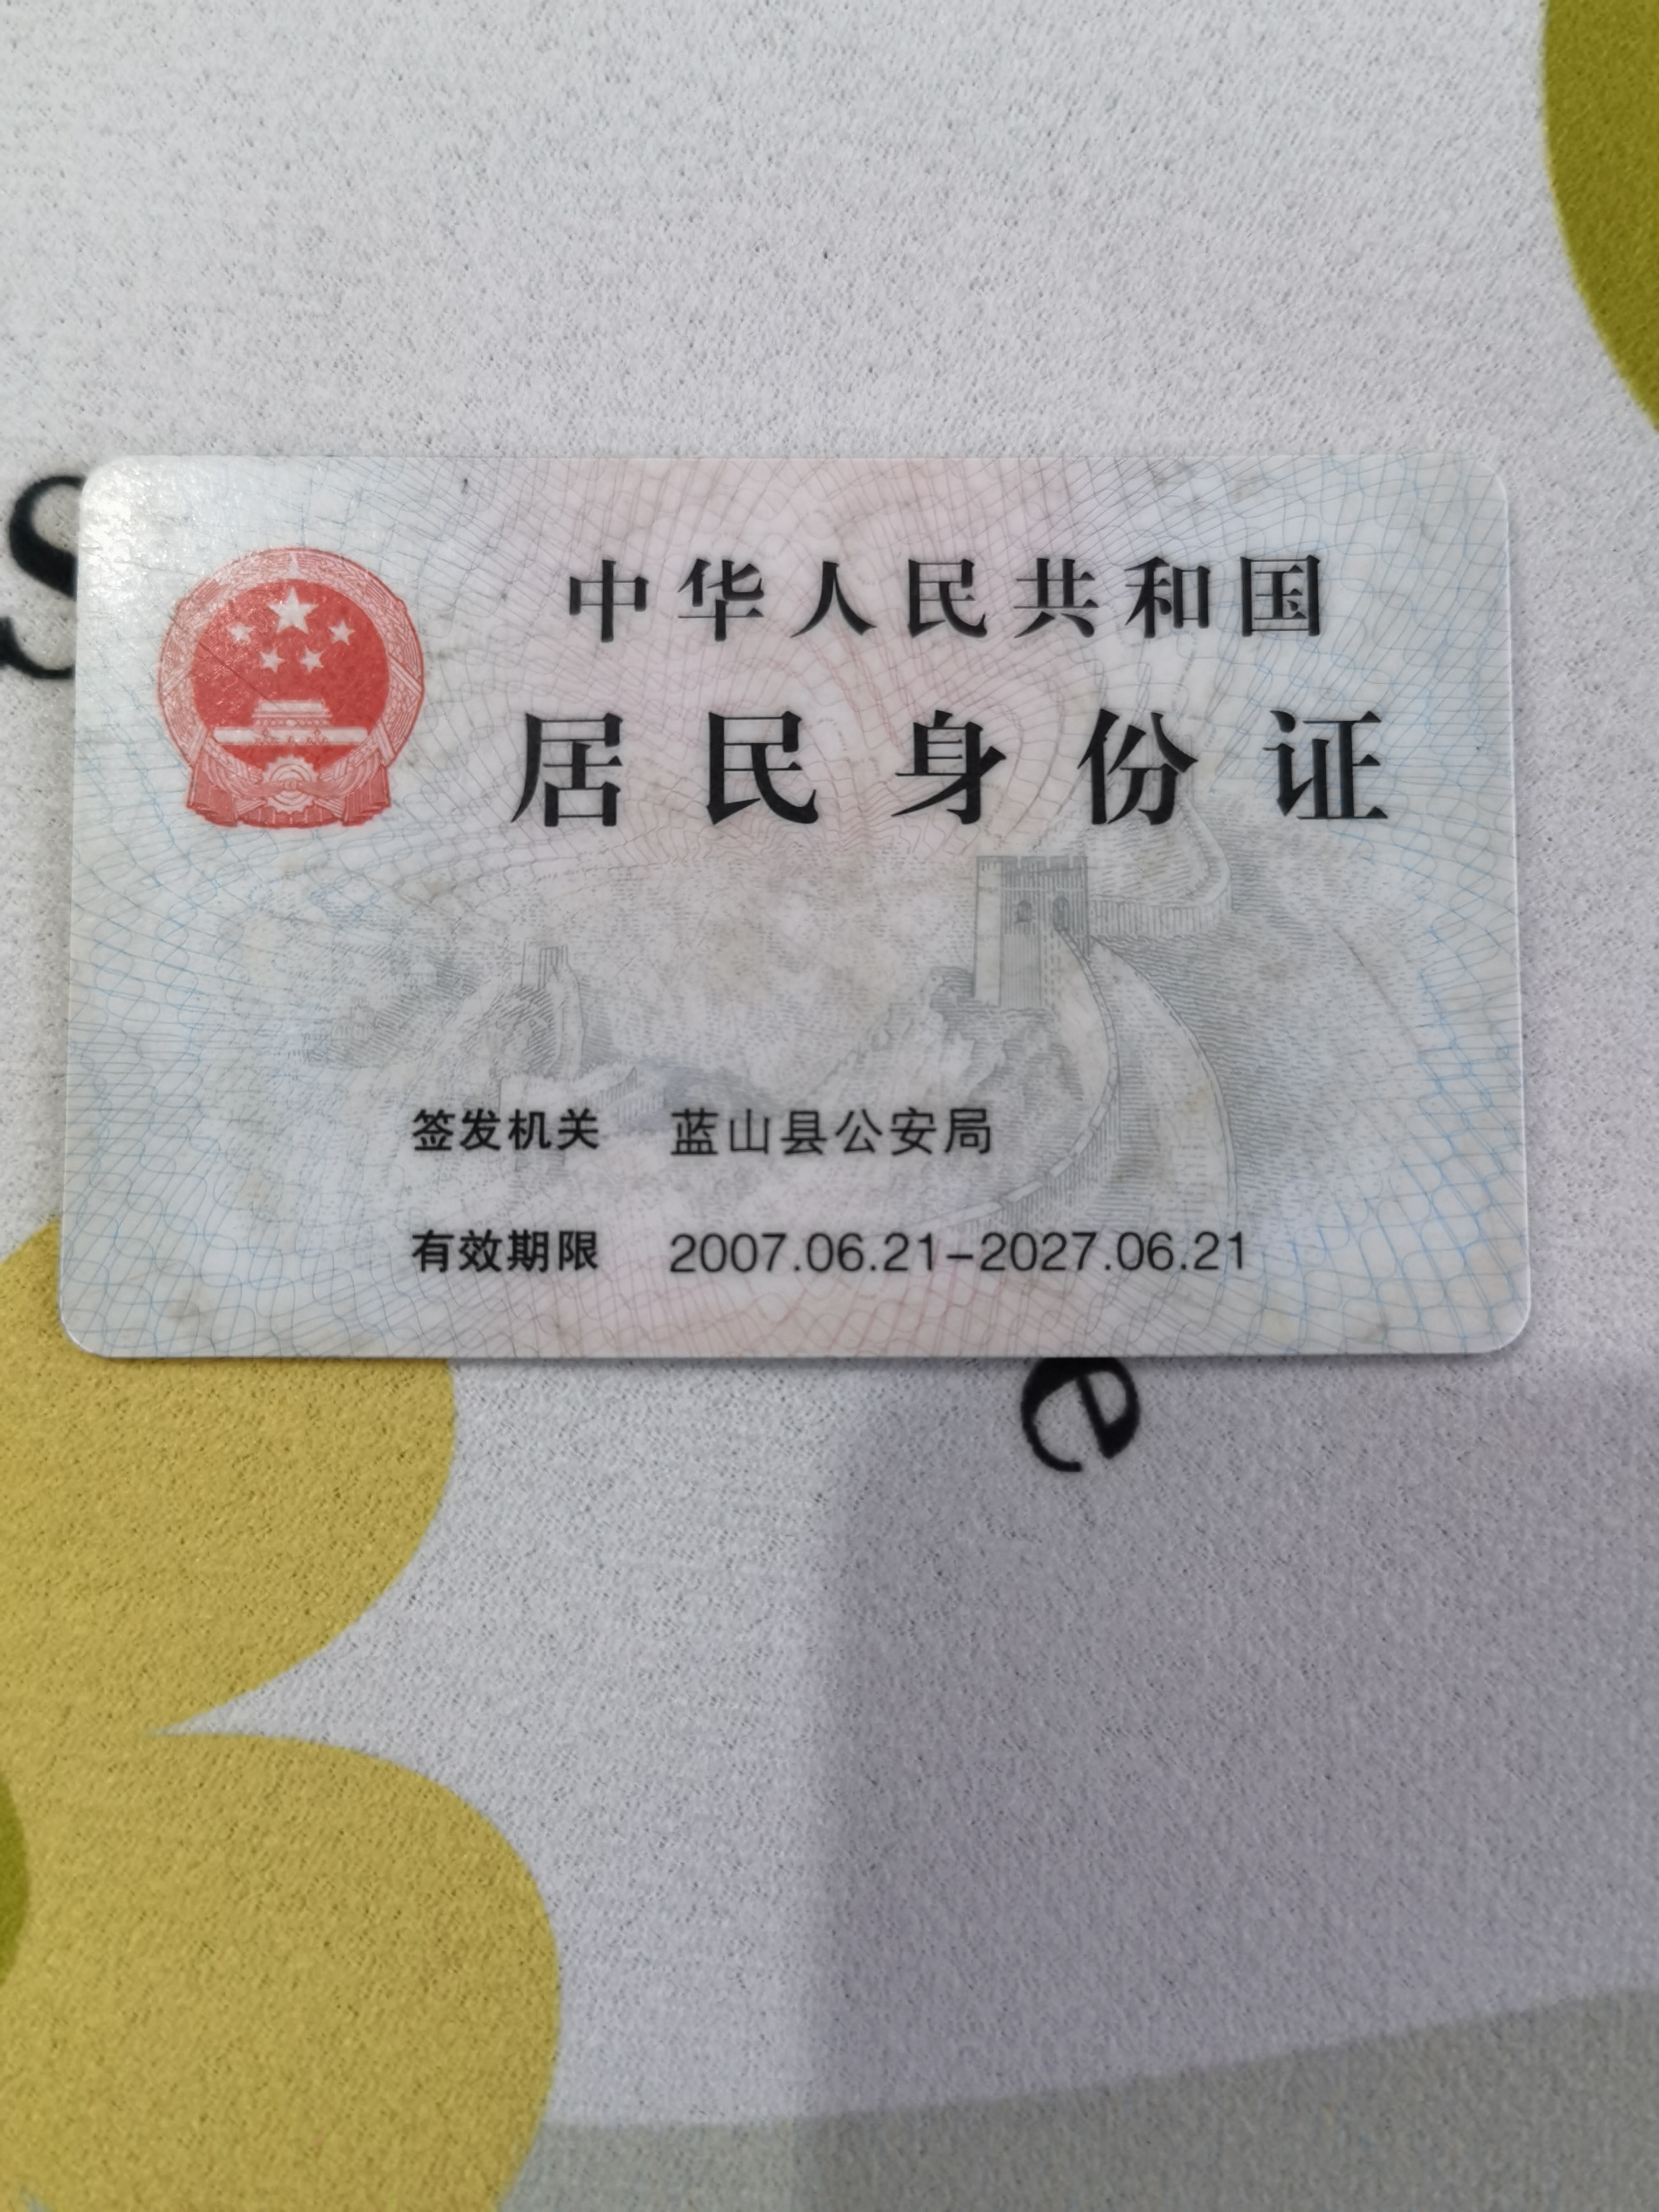 中华人民共和国
居民身份证
签发机关 蓝山县公安局
有效期限 2007.06.21-2027.06.21
s
e